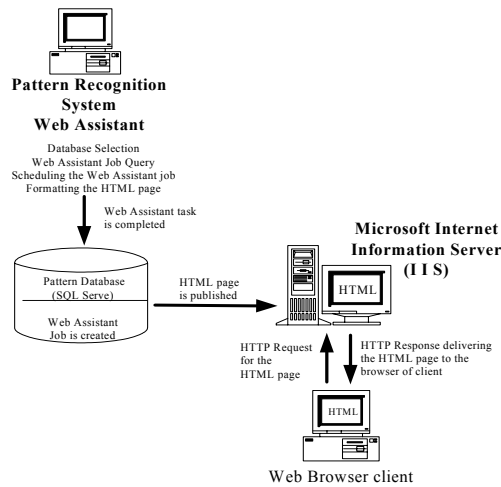 Pattern Recognition
System
Web Assistant
Database Selection
Web Assistant Job Query
Scheduling the Web Assistant job
Formatting the HTML page
Web Assistant task
is completed
Microsoft Internet
Information Server
(I I S)
Pattern Database
(SQL Serve)
Web Assistant
Job is created
HTML page
is published
HTML
HTTP Request
for the
HTML page
HTTP Response delivering
the HTML page to the
browser of client
HTML
Web Browser client